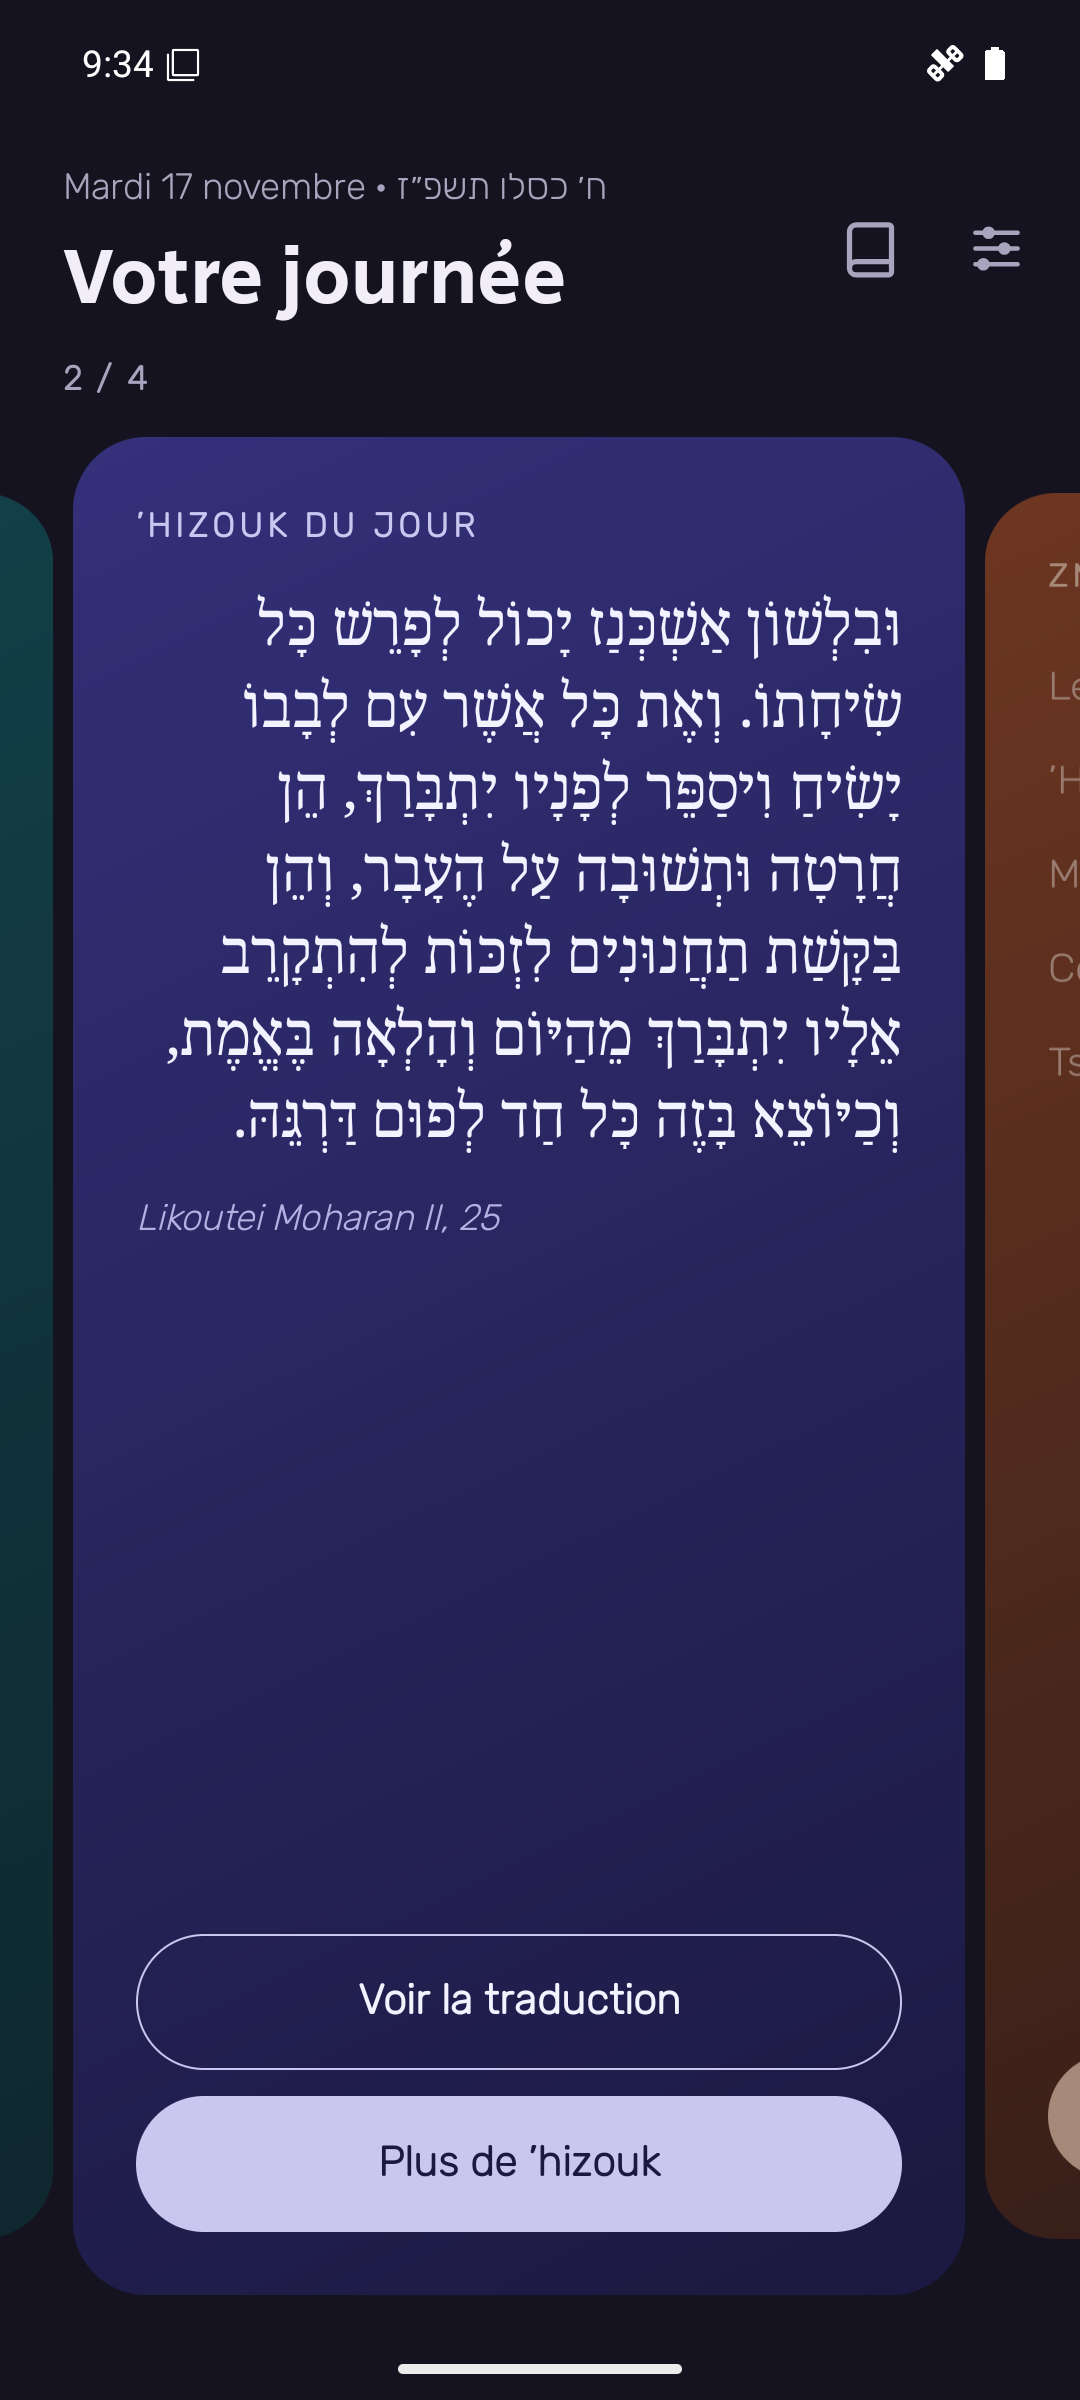 9:34
Mardi 17 novembre • ח׳ כסלו תשפ״ז
Votre journée
2 / 4
’HIZOUK DU JOUR
וּבִלְשׁוֹן אַשְׁכְּנַז יָכוֹל לְפָרֵשׁ כָּל
שִׂיחָתוֹ. וְאֶת כָּל אֲשֶׁר עִם לְבָבוֹ
יָשִׂיחַ וִיסַפֵּר לְפָנָיו יִתְבָּרַךְ, הֵן
חֲרָטָה וּתְשׁוּבָה עַל הֶעָבָר, וְהֵן
בַּקָּשַׁת תַחֲנוּנִים לִזְכּוֹת לְהִתְקָרֵב
אֵלָיו יִתְבָּרַךְ מֵהַיּוֹם וְהָלְאָה בֶּאֱמֶת,
וְכַיּוֹצֵא בָּזֶה כָּל חַד לְפוּם דַּרְגֵּהּ.
Likoutei Moharan II, 25
Voir la traduction
Plus de ’hizouk